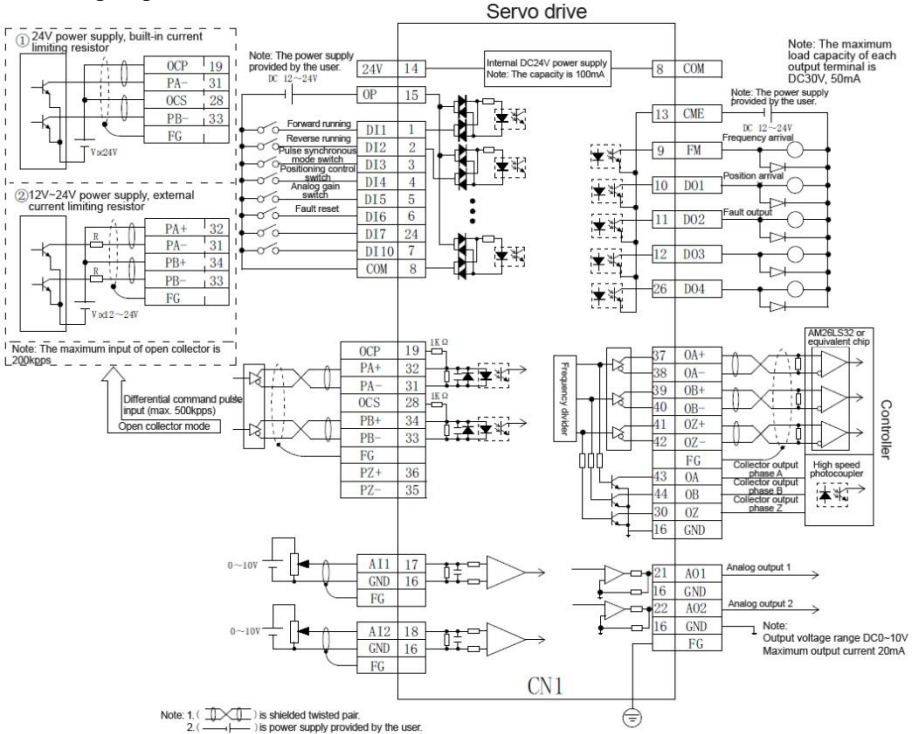 Servo drive
① 24V power supply, built-in current
limiting resistor
OCP 19
PA- 31
OCS 28
PB- 33
FG
VDC24V
②12V~24V power supply, external
current limiting resistor
R
R
PA+ 32
PA- 31
PB+ 34
PB- 33
FG
VDC12~24V
Note: The maximum input of open collector is
200kpps
Differential command pulse
input (max. 500kpps)
Open collector mode
Note: The power supply
provided by the user.
DC 12~24V
24V 14
OP 15
Forward running
DI1 1
Reverse running
DI2 2
Pulse synchronous
mode switch
DI3 3
Positioning control
switch
DI4 4
Analog gain
switch
DI5 5
Fault reset
DI6 6
DI7 24
DI10 7
COM 8
Internal DC24V power supply
Note: The capacity is 100mA
8 COM
Note: The maximum
load capacity of each
output terminal is
DC30V, 50mA
Note: The power supply
provided by the user.
DC 12~24V
13 CME
Frequency arrival
9 FM
Position arrival
10 DO1
Fault output
11 DO2
12 DO3
26 DO4
OCP 19
1KΩ
PA+ 32
PA- 31
OCS 28
1KΩ
PB+ 34
PB- 33
FG
PZ+ 36
PZ- 35
Frequency divider
37 OA+
38 OA-
39 OB+
40 OB-
41 OZ+
42 OZ-
FG
43 OA
44 OB
30 OZ
16 GND
AM26LS32 or
equivalent chip
Controller
Collector output
phase A
Collector output
phase B
Collector output
phase Z
High speed
photocoupler
0~10V
AI1 17
GND 16
FG
0~10V
AI2 18
GND 16
FG
21 AO1
Analog output 1
16 GND
22 AO2
Analog output 2
16 GND
FG
Note:
Output voltage range DC0~10V
Maximum output current 20mA
CN1
Note: 1.( ) is shielded twisted pair.
2.( ) is power supply provided by the user.